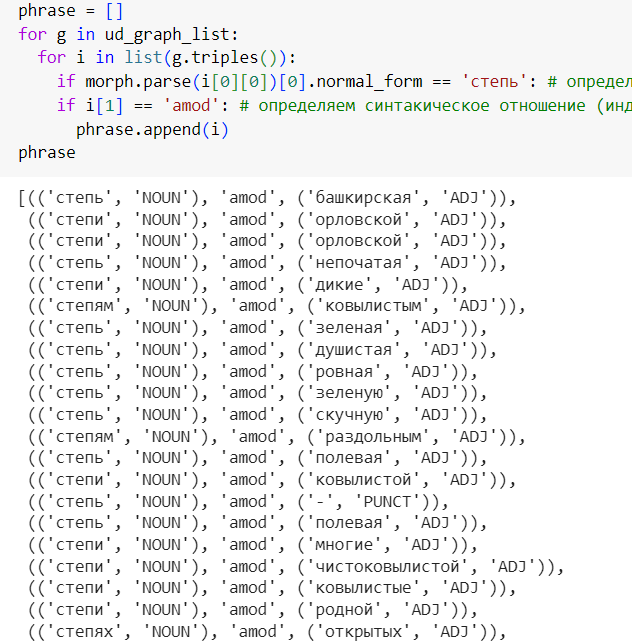 phrase = []
for g in ud_graph_list:
  for i in list(g.triples()):
    if morph.parse(i[0][0])[0].normal_form == 'степь': # определ
    if i[1] == 'amod': # определяем синтакическое отношение (инд
      phrase.append(i)
phrase
[(('степь', 'NOUN'), 'amod', ('башкирская', 'ADJ')),
 (('степи', 'NOUN'), 'amod', ('орловской', 'ADJ')),
 (('степи', 'NOUN'), 'amod', ('орловской', 'ADJ')),
 (('степь', 'NOUN'), 'amod', ('непочатая', 'ADJ')),
 (('степи', 'NOUN'), 'amod', ('дикие', 'ADJ')),
 (('степям', 'NOUN'), 'amod', ('ковылистым', 'ADJ')),
 (('степь', 'NOUN'), 'amod', ('зеленая', 'ADJ')),
 (('степь', 'NOUN'), 'amod', ('душистая', 'ADJ')),
 (('степь', 'NOUN'), 'amod', ('ровная', 'ADJ')),
 (('степь', 'NOUN'), 'amod', ('зеленую', 'ADJ')),
 (('степь', 'NOUN'), 'amod', ('скучную', 'ADJ')),
 (('степям', 'NOUN'), 'amod', ('раздольным', 'ADJ')),
 (('степь', 'NOUN'), 'amod', ('полевая', 'ADJ')),
 (('степи', 'NOUN'), 'amod', ('ковылистой', 'ADJ')),
 (('степь', 'NOUN'), 'amod', ('-', 'PUNCT')),
 (('степь', 'NOUN'), 'amod', ('полевая', 'ADJ')),
 (('степи', 'NOUN'), 'amod', ('многие', 'ADJ')),
 (('степи', 'NOUN'), 'amod', ('чистоковылистой', 'ADJ')),
 (('степи', 'NOUN'), 'amod', ('ковылистые', 'ADJ')),
 (('степи', 'NOUN'), 'amod', ('родной', 'ADJ')),
 (('степях', 'NOUN'), 'amod', ('открытых', 'ADJ')),